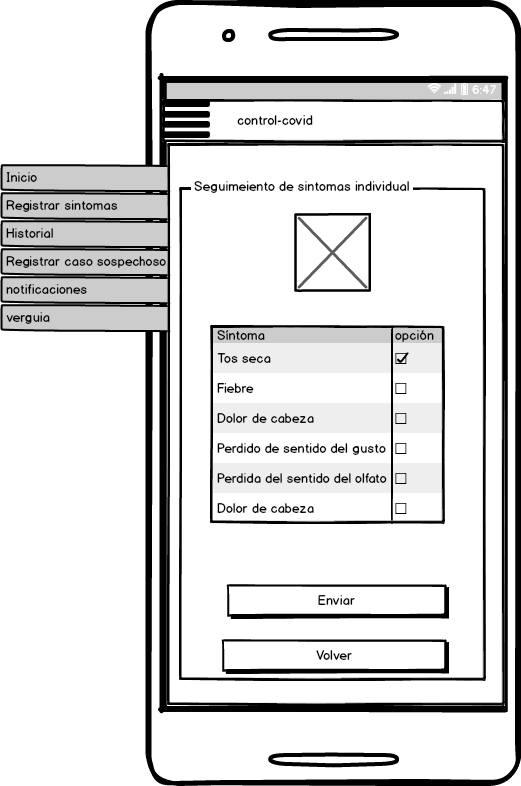 6:47
control-covid
Inicio
Registrar sintomas
Historial
Registrar caso sospechoso
notificaciones
verguia
Seguimeiento de sintomas individual
Síntoma opción
Tos seca
Fiebre
Dolor de cabeza
Perdido de sentido del gusto
Perdida del sentido del olfato
Dolor de cabeza
Enviar
Volver